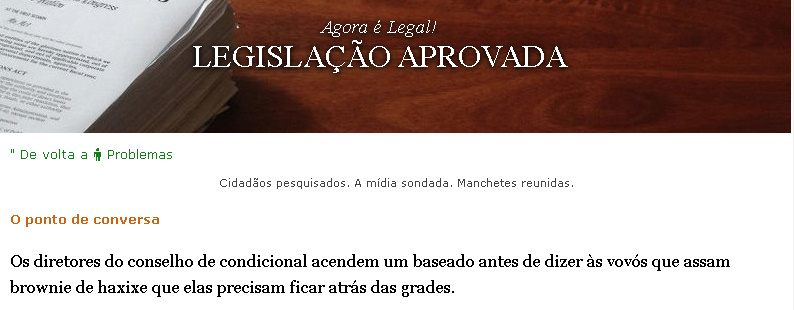 Agora é Legal!
LEGISLAÇÃO APROVADA
" De volta a Problemas
Cidadãos pesquisados. A mídia sondada. Manchetes reunidas.
O ponto de conversa
Os diretores do conselho de condicional acendem um baseado antes de dizer às vovós que assam
brownie de haxixe que elas precisam ficar atrás das grades.